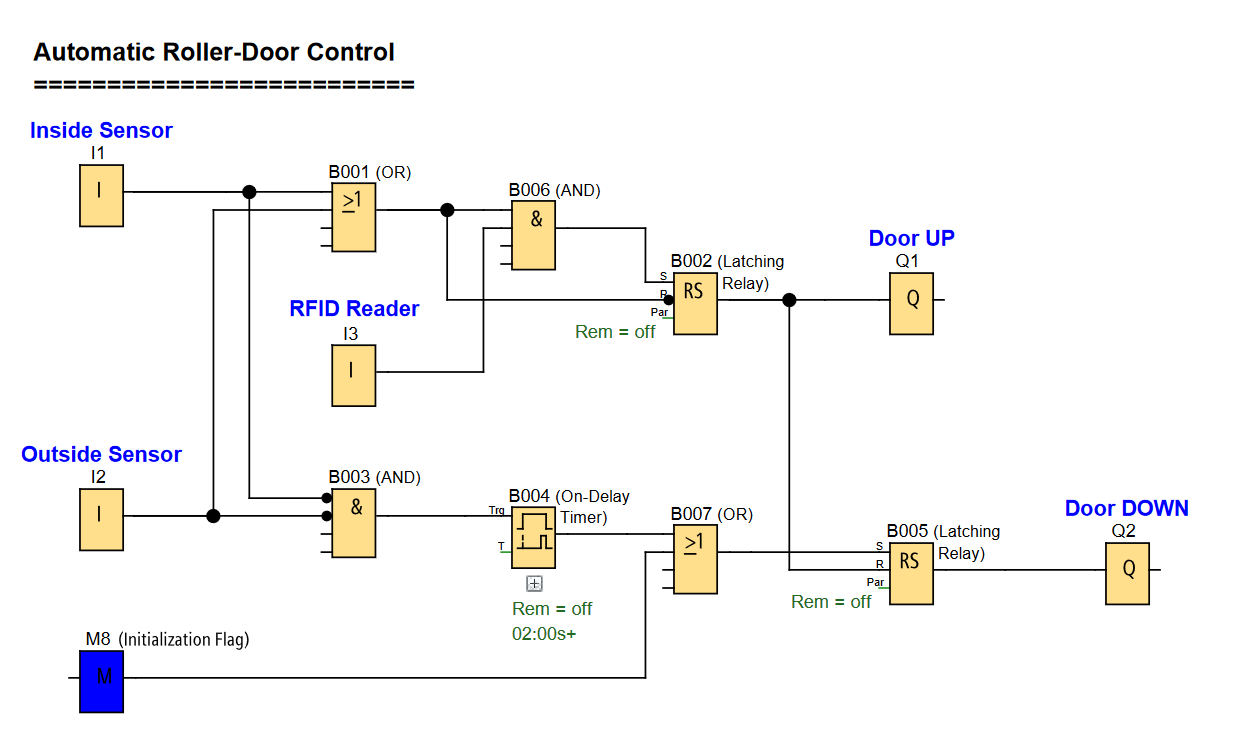 Automatic Roller-Door Control
==========================
Inside Sensor
I1
I
B001 (OR)
≥1
B006 (AND)
&
Door UP
B002 (Latching
Relay)
Q1
S
R
Par
RS
Q
Rem = off
RFID Reader
I3
I
Outside Sensor
I2
I
B003 (AND)
&
B004 (On-Delay
Timer)
Trg
T
Rem = off
02:00s+
B007 (OR)
≥1
Door DOWN
B005 (Latching
Relay)
Q2
S
R
Par
RS
Q
Rem = off
M8 (Initialization Flag)
M